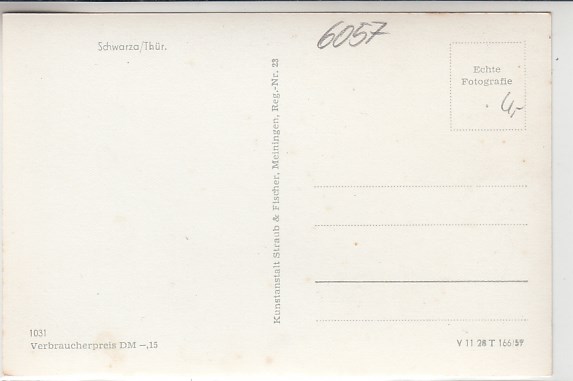 Schwarza/Thür.
6057
Echte
Fotografie
4,-
Kunstanstalt Straub & Fischer, Meiningen, Reg.-Nr. 23
1031
Verbraucherpreis DM –,15
V 11 28 T 166/59